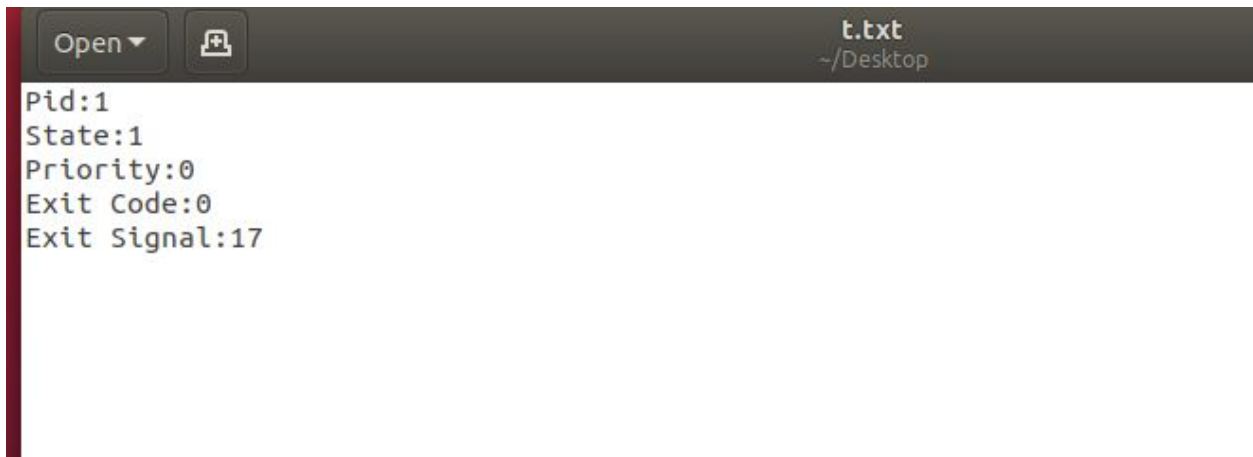 Open
t.txt
~/Desktop
Pid:1
State:1
Priority:0
Exit Code:0
Exit Signal:17